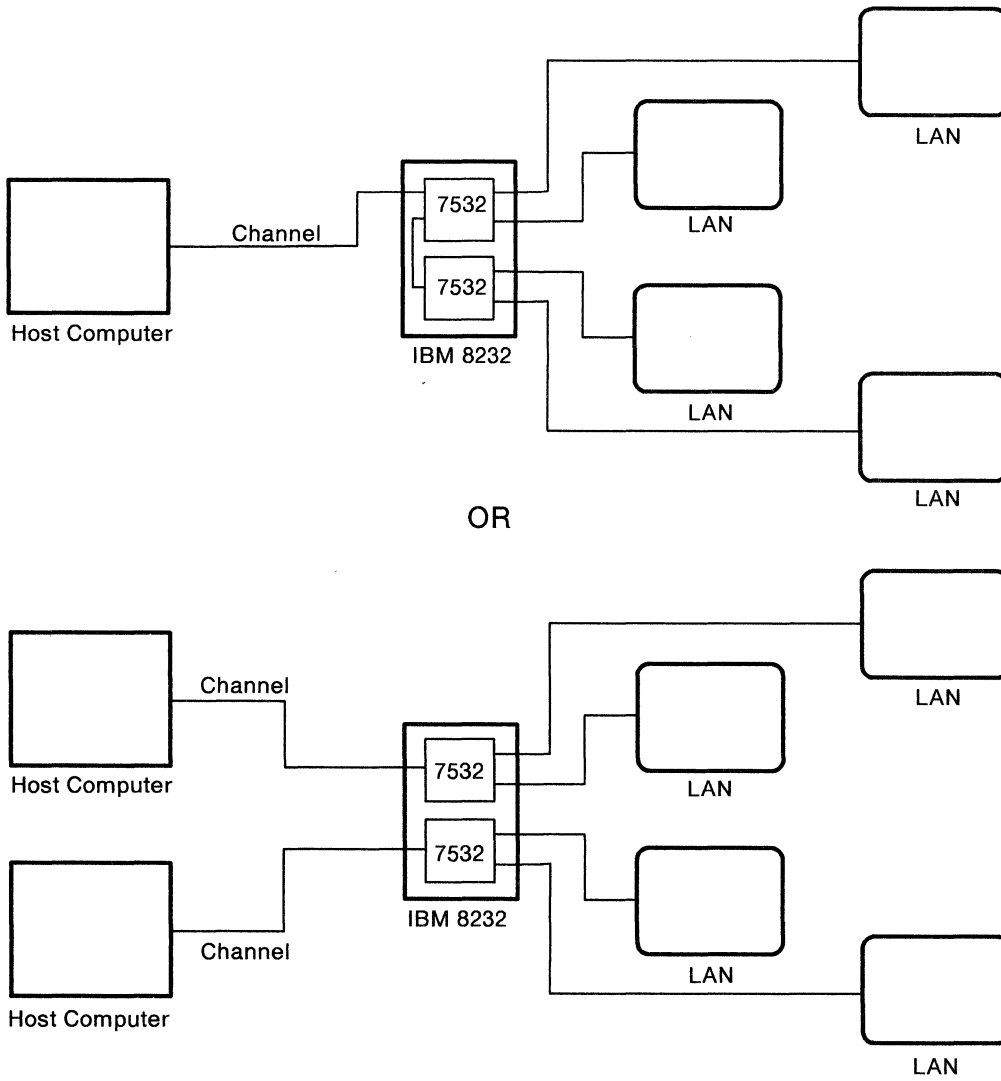 LAN
7532
Channel
LAN
7532
Host Computer
IBM 8232
LAN
LAN
OR
Channel
LAN
7532
Host Computer
LAN
7532
IBM 8232
Channel
LAN
Host Computer
LAN